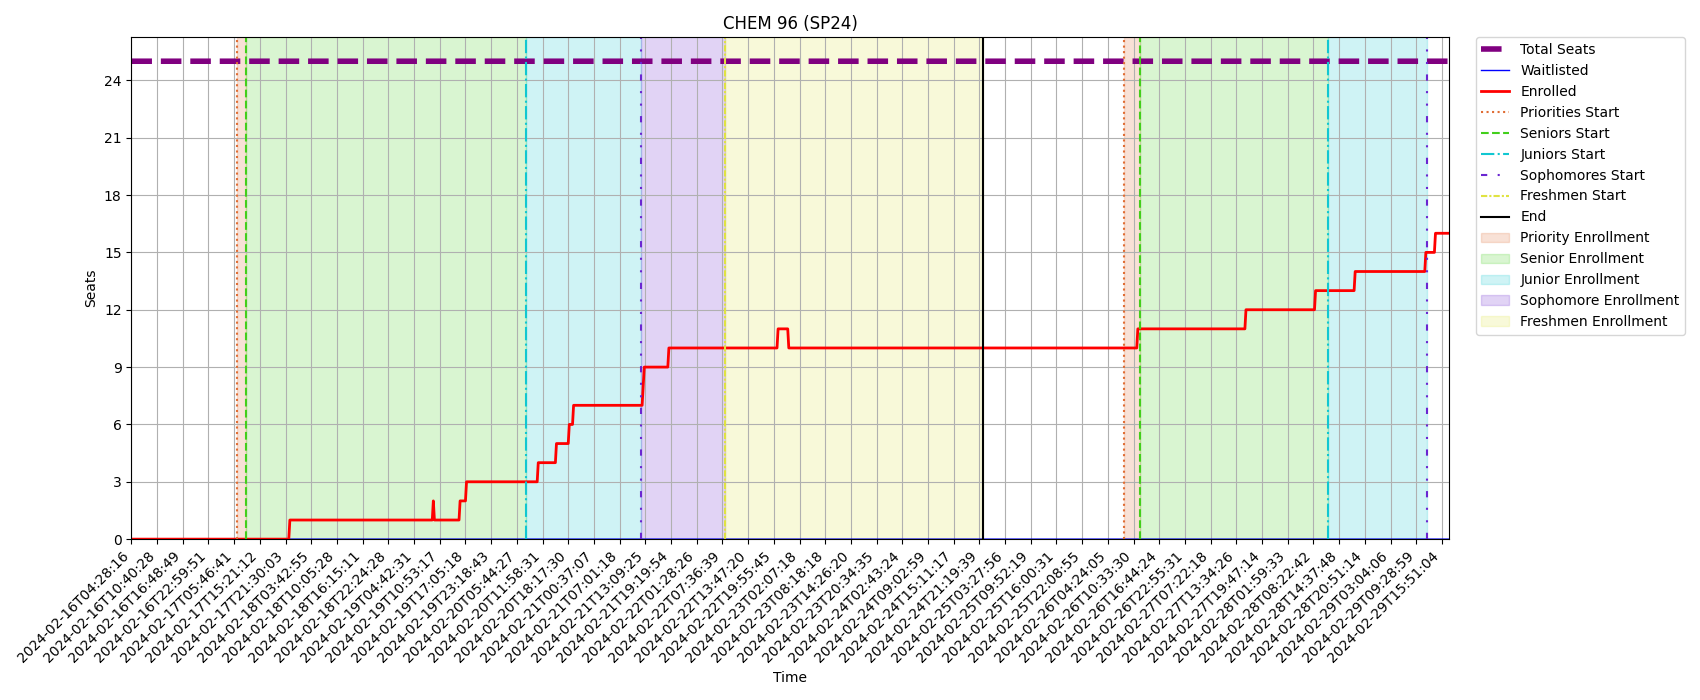 CHEM 96 (SP24)
Seats
24
21
18
15
12
9
6
3
0
2024-02-16T04:28:16
2024-02-16T10:40:28
2024-02-16T16:48:49
2024-02-16T22:59:51
2024-02-17T05:46:41
2024-02-17T15:21:12
2024-02-17T21:30:03
2024-02-18T03:42:55
2024-02-18T10:05:28
2024-02-18T16:15:11
2024-02-18T22:24:28
2024-02-19T04:42:31
2024-02-19T10:53:17
2024-02-19T17:05:18
2024-02-19T23:18:43
2024-02-20T05:44:27
2024-02-20T11:58:31
2024-02-20T18:17:30
2024-02-21T00:37:07
2024-02-21T07:01:18
2024-02-21T13:09:25
2024-02-21T19:19:54
2024-02-22T01:28:26
2024-02-22T07:36:39
2024-02-22T13:47:20
2024-02-22T19:55:45
2024-02-23T02:07:18
2024-02-23T08:18:18
2024-02-23T14:26:20
2024-02-23T20:34:35
2024-02-24T02:43:24
2024-02-24T09:02:59
2024-02-24T15:11:17
2024-02-24T21:19:39
2024-02-25T03:27:56
2024-02-25T09:52:19
2024-02-25T16:00:31
2024-02-25T22:08:55
2024-02-26T04:24:05
2024-02-26T10:33:30
2024-02-26T16:44:24
2024-02-26T22:55:31
2024-02-27T07:22:18
2024-02-27T13:34:26
2024-02-27T19:47:14
2024-02-28T01:59:33
2024-02-28T08:22:42
2024-02-28T14:37:48
2024-02-28T20:51:14
2024-02-29T03:04:06
2024-02-29T09:28:59
2024-02-29T15:51:04
Time
Total Seats
Waitlisted
Enrolled
Priorities Start
Seniors Start
Juniors Start
Sophomores Start
Freshmen Start
End
Priority Enrollment
Senior Enrollment
Junior Enrollment
Sophomore Enrollment
Freshmen Enrollment